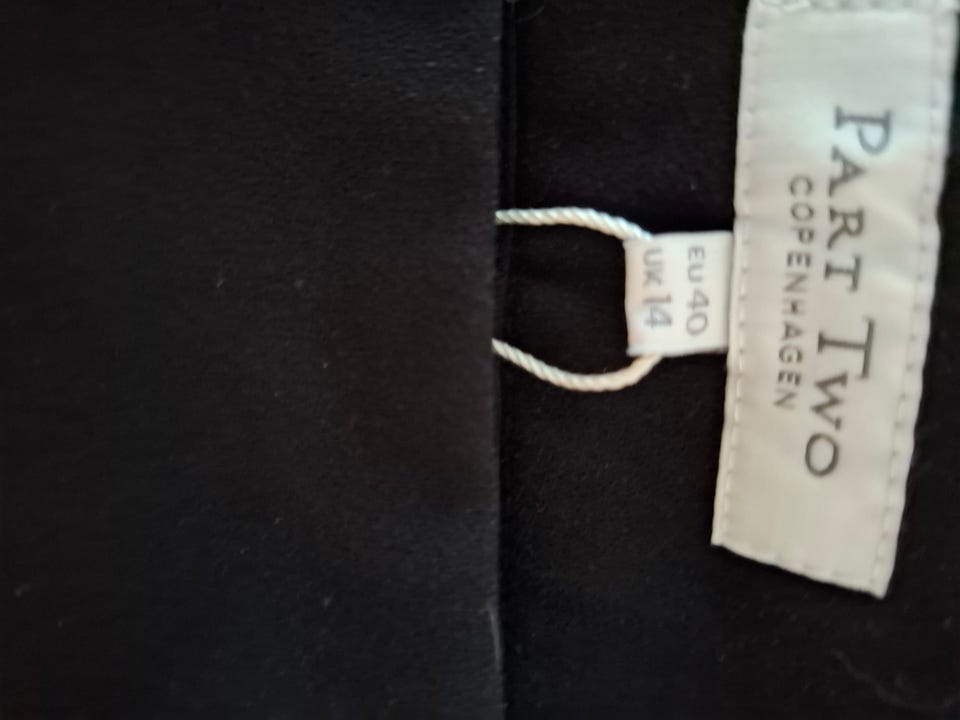 PART TWO
COPENHAGEN
EU 40
UK 14